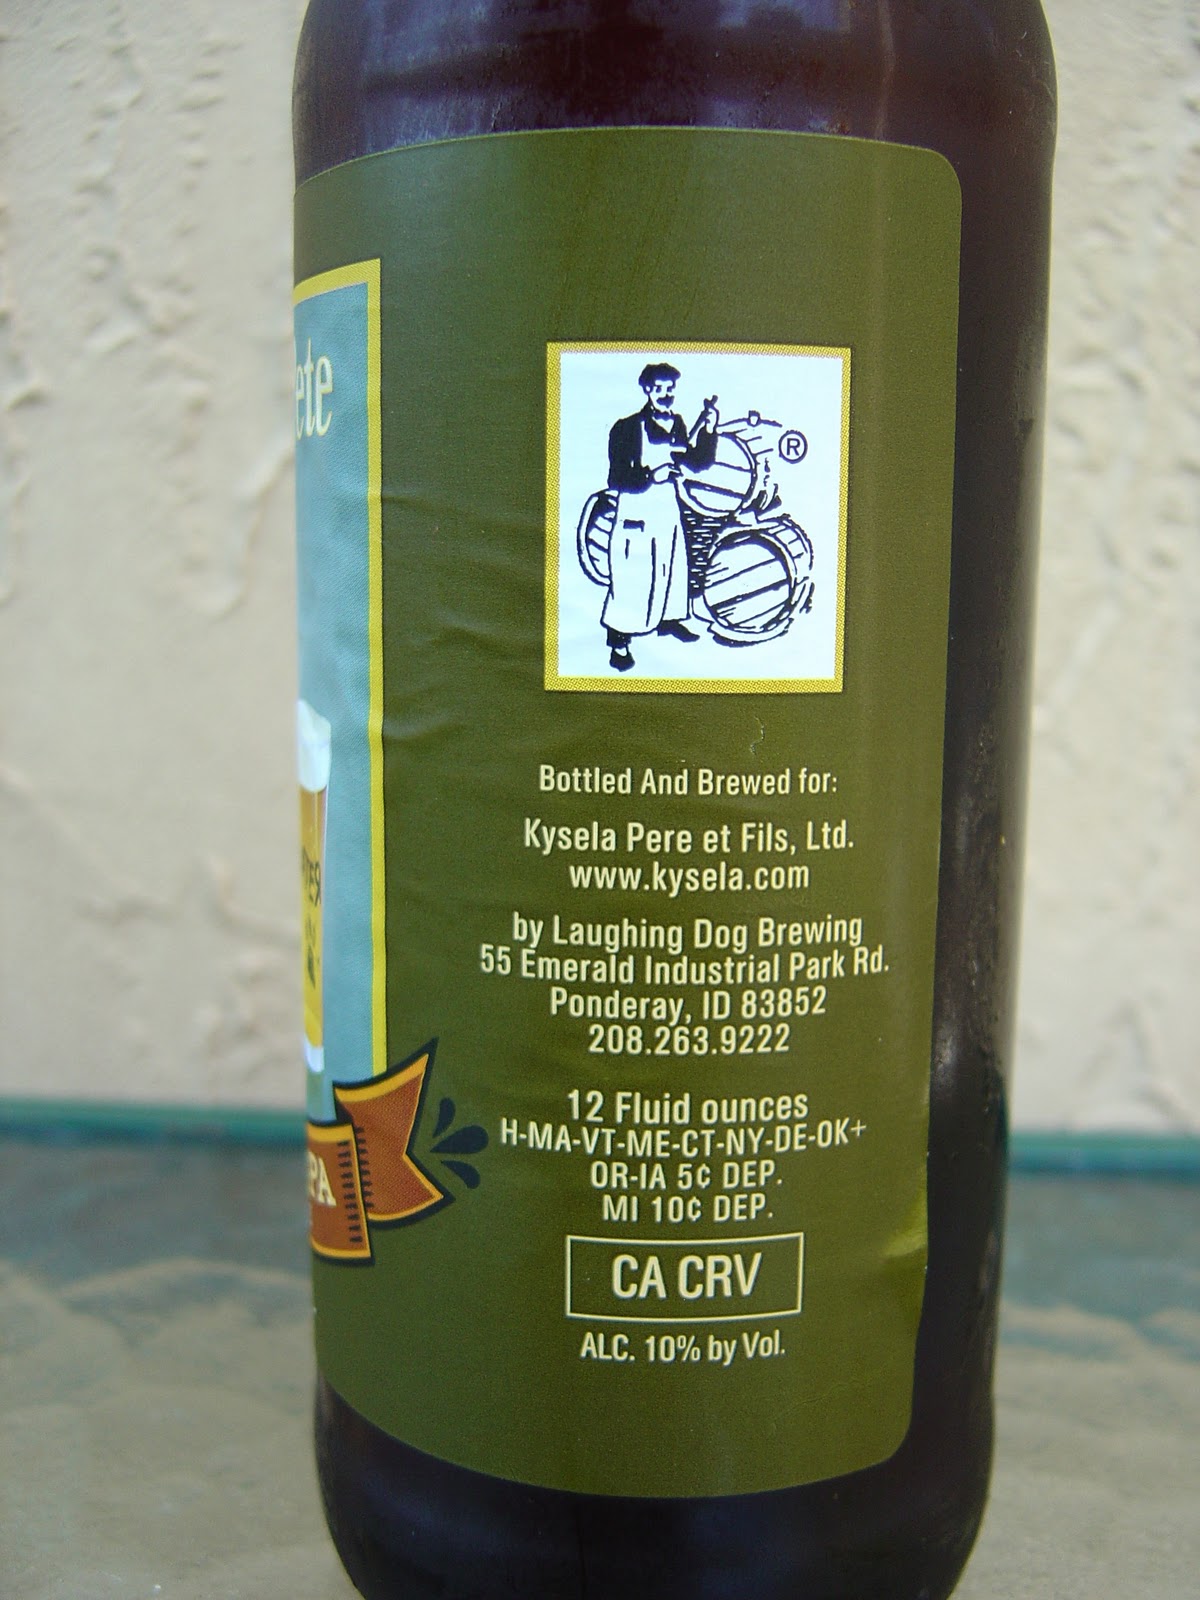 ete
PA
®
Bottled And Brewed for:
Kysela Pere et Fils, Ltd.
www.kysela.com
by Laughing Dog Brewing
55 Emerald Industrial Park Rd.
Ponderay, ID 83852
208.263.9222
12 Fluid ounces
H-MA-VT-ME-CT-NY-DE-OK+
OR-IA 5¢ DEP.
MI 10¢ DEP.
CA CRV
ALC. 10% by Vol.